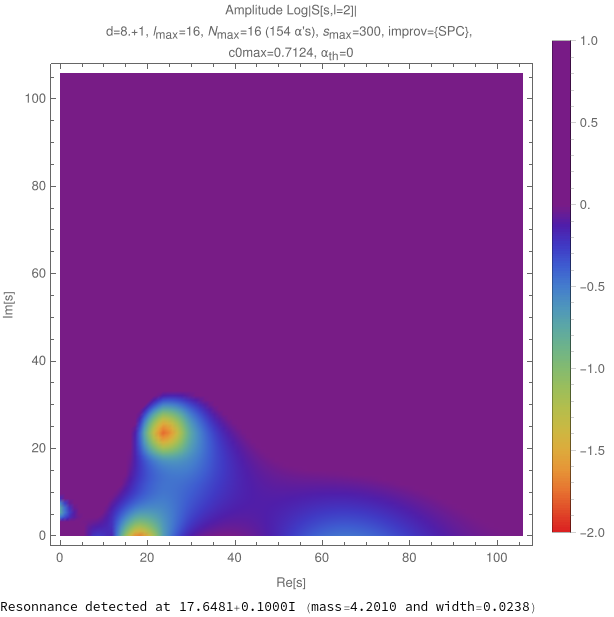 Amplitude Log|S[s,l=2]|
d=8.+1, lmax=16, Nmax=16 (154 α's), smax=300, improv={SPC},
c0max=0.7124, αth=0
1.0
0.5
0.
-0.5
-1.0
-1.5
-2.0
100
80
60
40
20
0
Im[s]
0 20 40 60 80 100
Re[s]
Resonnance detected at 17.6481+0.1000I (mass=4.2010 and width=0.0238)